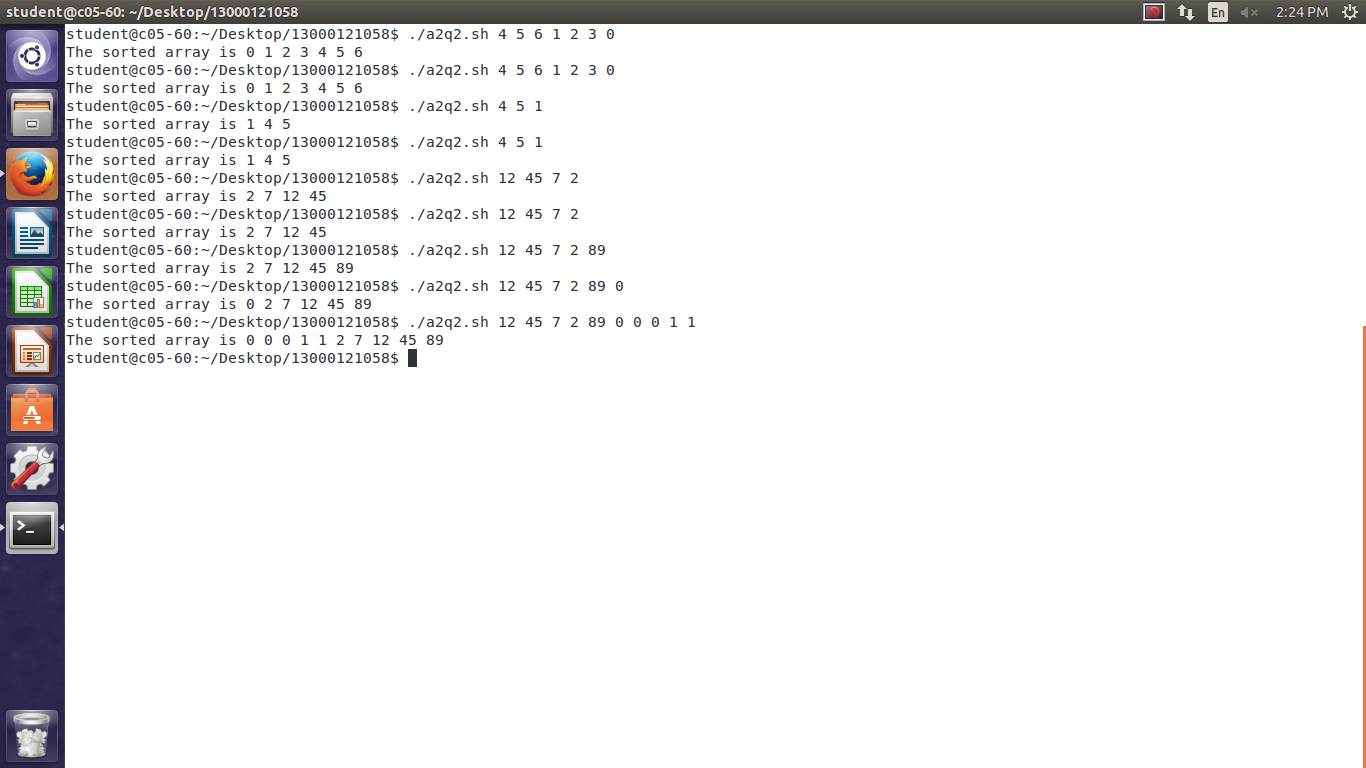 student@c05-60: ~/Desktop/13000121058
En
2:24 PM
student@c05-60:~/Desktop/13000121058$ ./a2q2.sh 4 5 6 1 2 3 0
The sorted array is 0 1 2 3 4 5 6
student@c05-60:~/Desktop/13000121058$ ./a2q2.sh 4 5 6 1 2 3 0
The sorted array is 0 1 2 3 4 5 6
student@c05-60:~/Desktop/13000121058$ ./a2q2.sh 4 5 1
The sorted array is 1 4 5
student@c05-60:~/Desktop/13000121058$ ./a2q2.sh 4 5 1
The sorted array is 1 4 5
student@c05-60:~/Desktop/13000121058$ ./a2q2.sh 12 45 7 2
The sorted array is 2 7 12 45
student@c05-60:~/Desktop/13000121058$ ./a2q2.sh 12 45 7 2
The sorted array is 2 7 12 45
student@c05-60:~/Desktop/13000121058$ ./a2q2.sh 12 45 7 2 89
The sorted array is 2 7 12 45 89
student@c05-60:~/Desktop/13000121058$ ./a2q2.sh 12 45 7 2 89 0
The sorted array is 0 2 7 12 45 89
student@c05-60:~/Desktop/13000121058$ ./a2q2.sh 12 45 7 2 89 0 0 0 1 1
The sorted array is 0 0 0 1 1 2 7 12 45 89
student@c05-60:~/Desktop/13000121058$